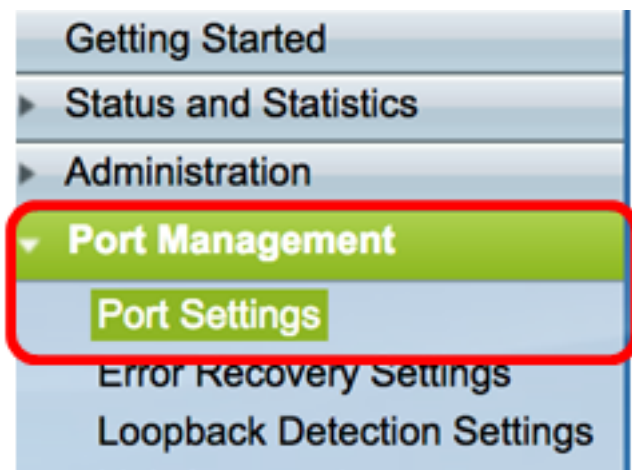 Getting Started
Status and Statistics
Administration
Port Management
Port Settings
Error Recovery Settings
Loopback Detection Settings